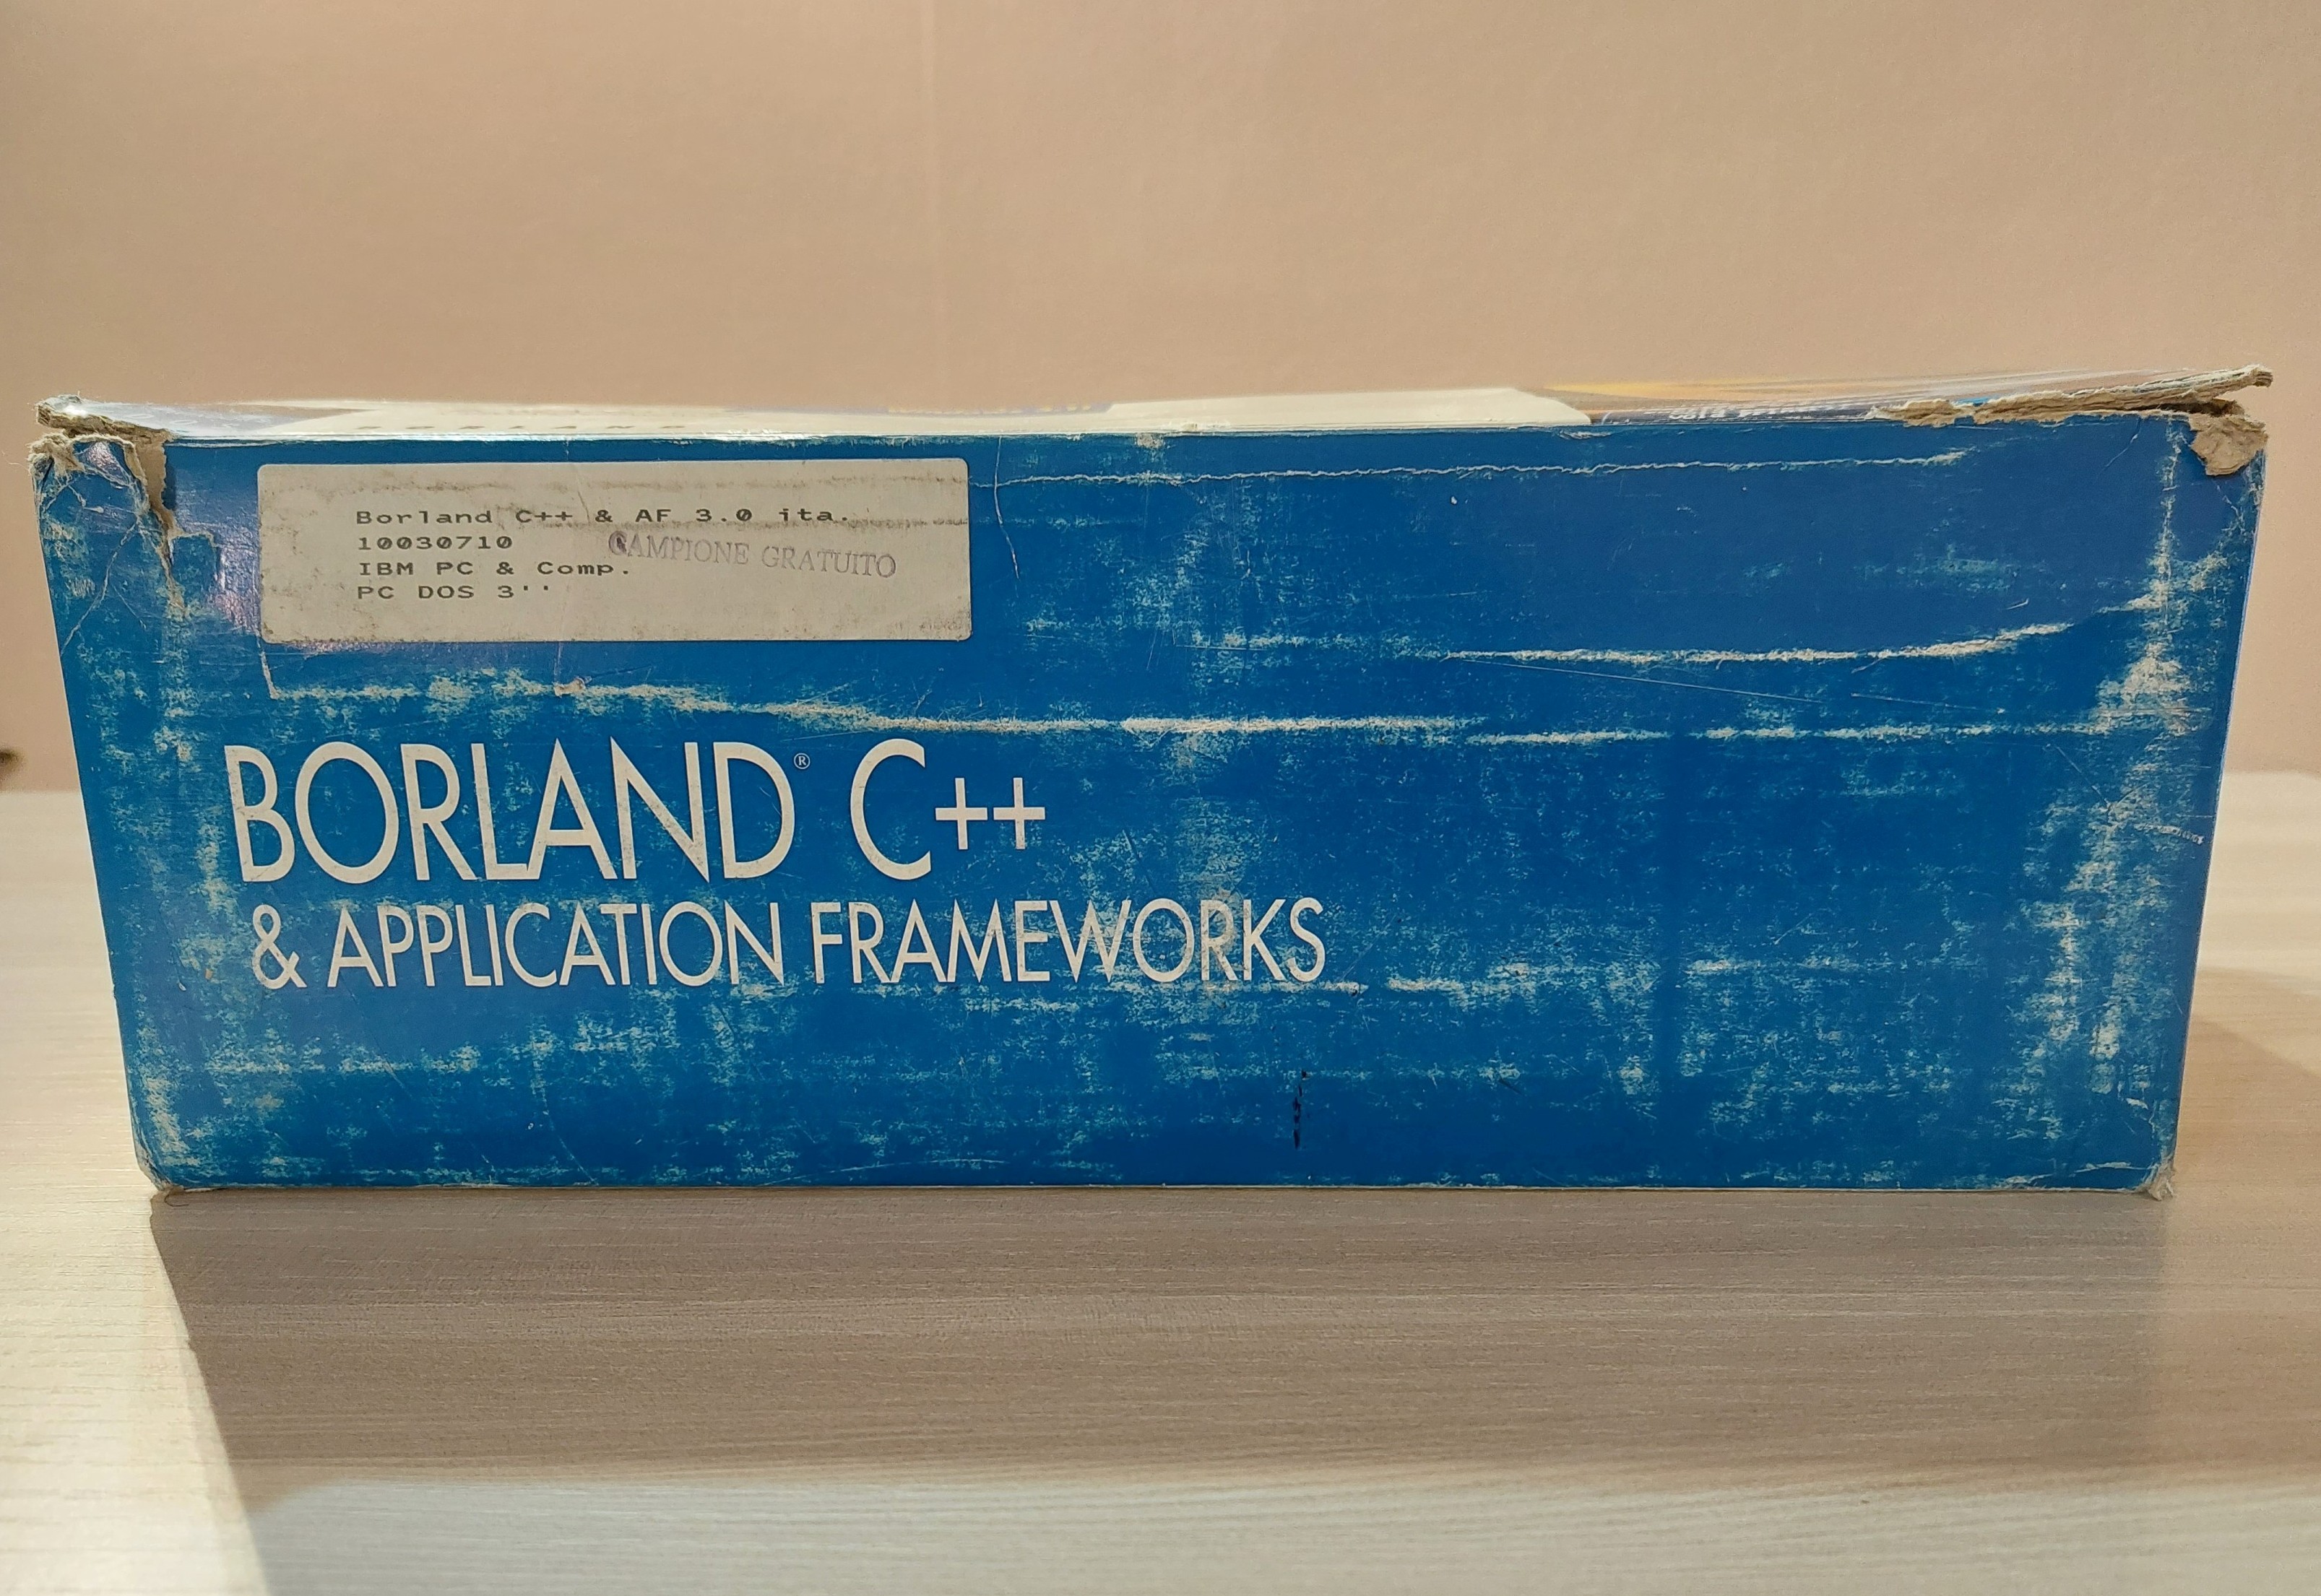 Borland C++ & AF 3.0 ita.
10030710
CAMPIONE GRATUITO
IBM PC & Comp.
PC DOS 3''
BORLAND® C++
& APPLICATION FRAMEWORKS